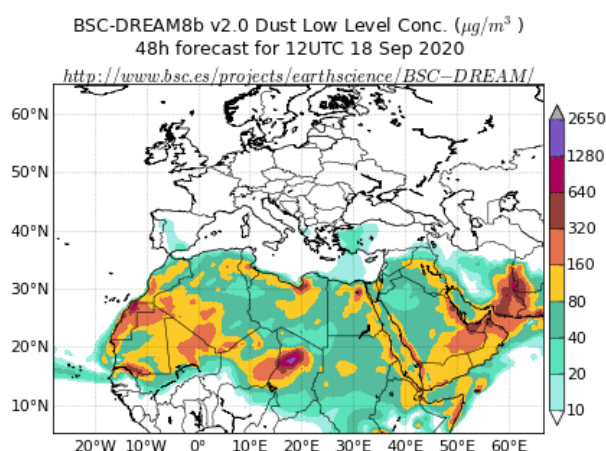 BSC-DREAM8b v2.0 Dust Low Level Conc. (μg/m³ )
48h forecast for 12UTC 18 Sep 2020
http://www.bsc.es/projects/earthscience/BSC−DREAM/
60°N
50°N
40°N
30°N
20°N
10°N
20°W 10°W 0° 10°E 20°E 30°E 40°E 50°E 60°E
2650
1280
640
320
160
80
40
20
10